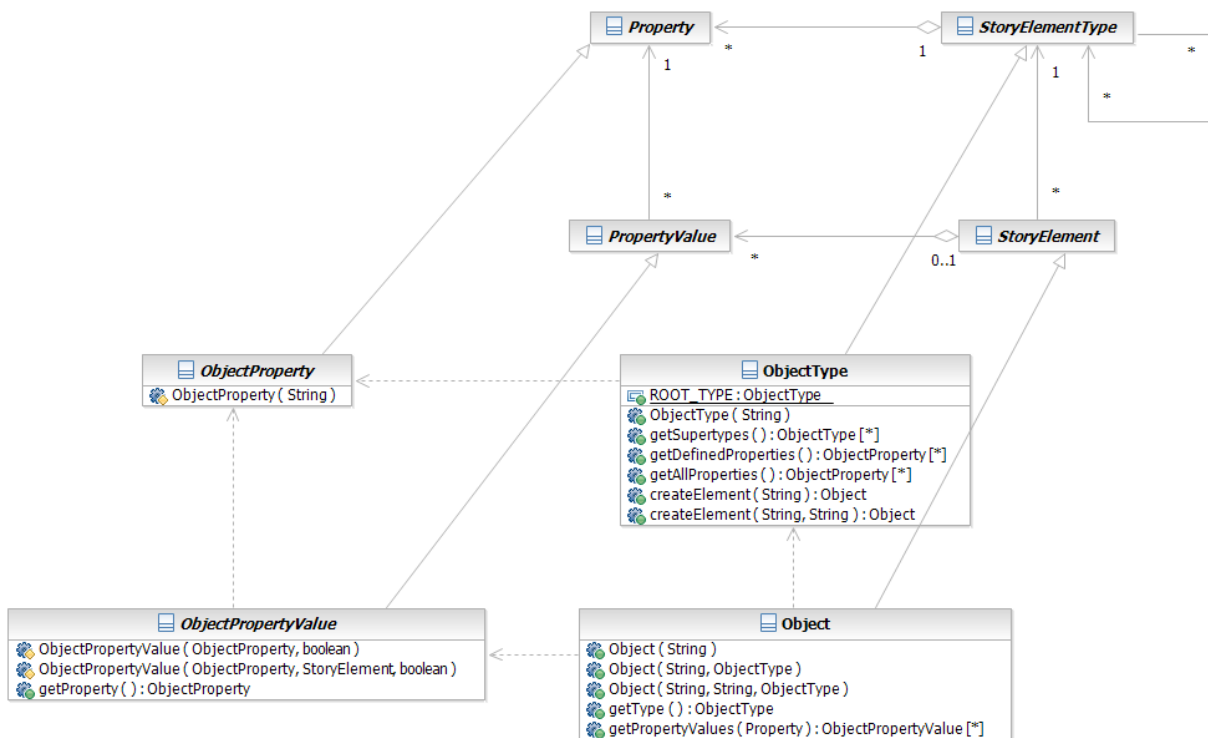 Property
StoryElementType
*
1
*
1
1
*
*
*
PropertyValue
StoryElement
*
0..1
ObjectProperty
ObjectProperty ( String )
ObjectType
ROOT_TYPE : ObjectType
ObjectType ( String )
getSupertypes ( ) : ObjectType [*]
getDefinedProperties ( ) : ObjectProperty [*]
getAllProperties ( ) : ObjectProperty [*]
createElement ( String ) : Object
createElement ( String, String ) : Object
ObjectPropertyValue
ObjectPropertyValue ( ObjectProperty, boolean )
ObjectPropertyValue ( ObjectProperty, StoryElement, boolean )
getProperty ( ) : ObjectProperty
Object
Object ( String )
Object ( String, ObjectType )
Object ( String, String, ObjectType )
getType ( ) : ObjectType
getPropertyValues ( Property ) : ObjectPropertyValue [*]